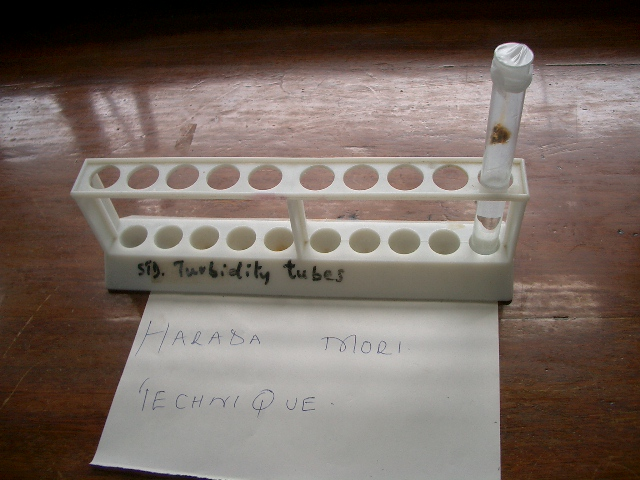 STD. Turbidity tubes
HARADA MORI
TECHNIQUE.